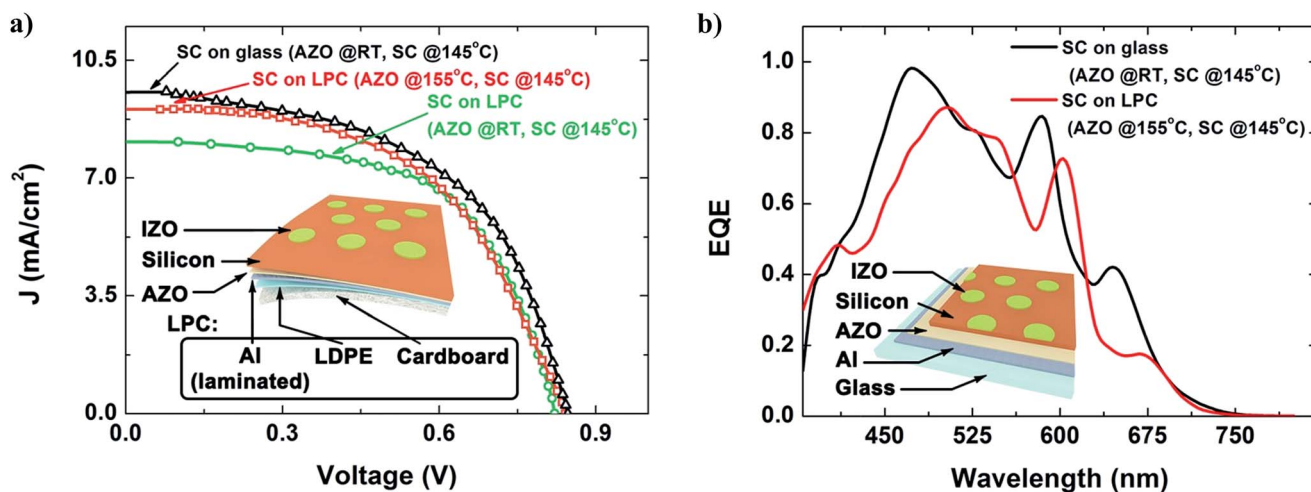 a)
10.5
7.0
3.5
0.0
J (mA/cm²)
SC on glass (AZO @RT, SC @145°C)
SC on LPC (AZO @155°C, SC @145°C)
SC on LPC
(AZO @RT, SC @145°C)
IZO
Silicon
AZO
LPC:
Al LDPE Cardboard
(laminated)
0.0 0.3 0.6 0.9
Voltage (V)
b)
1.0
0.8
0.6
0.4
0.2
0.0
EQE
SC on glass
(AZO @RT, SC @145°C)
SC on LPC
(AZO @155°C, SC @145°C)
IZO
Silicon
AZO
Al
Glass
450 525 600 675 750
Wavelength (nm)